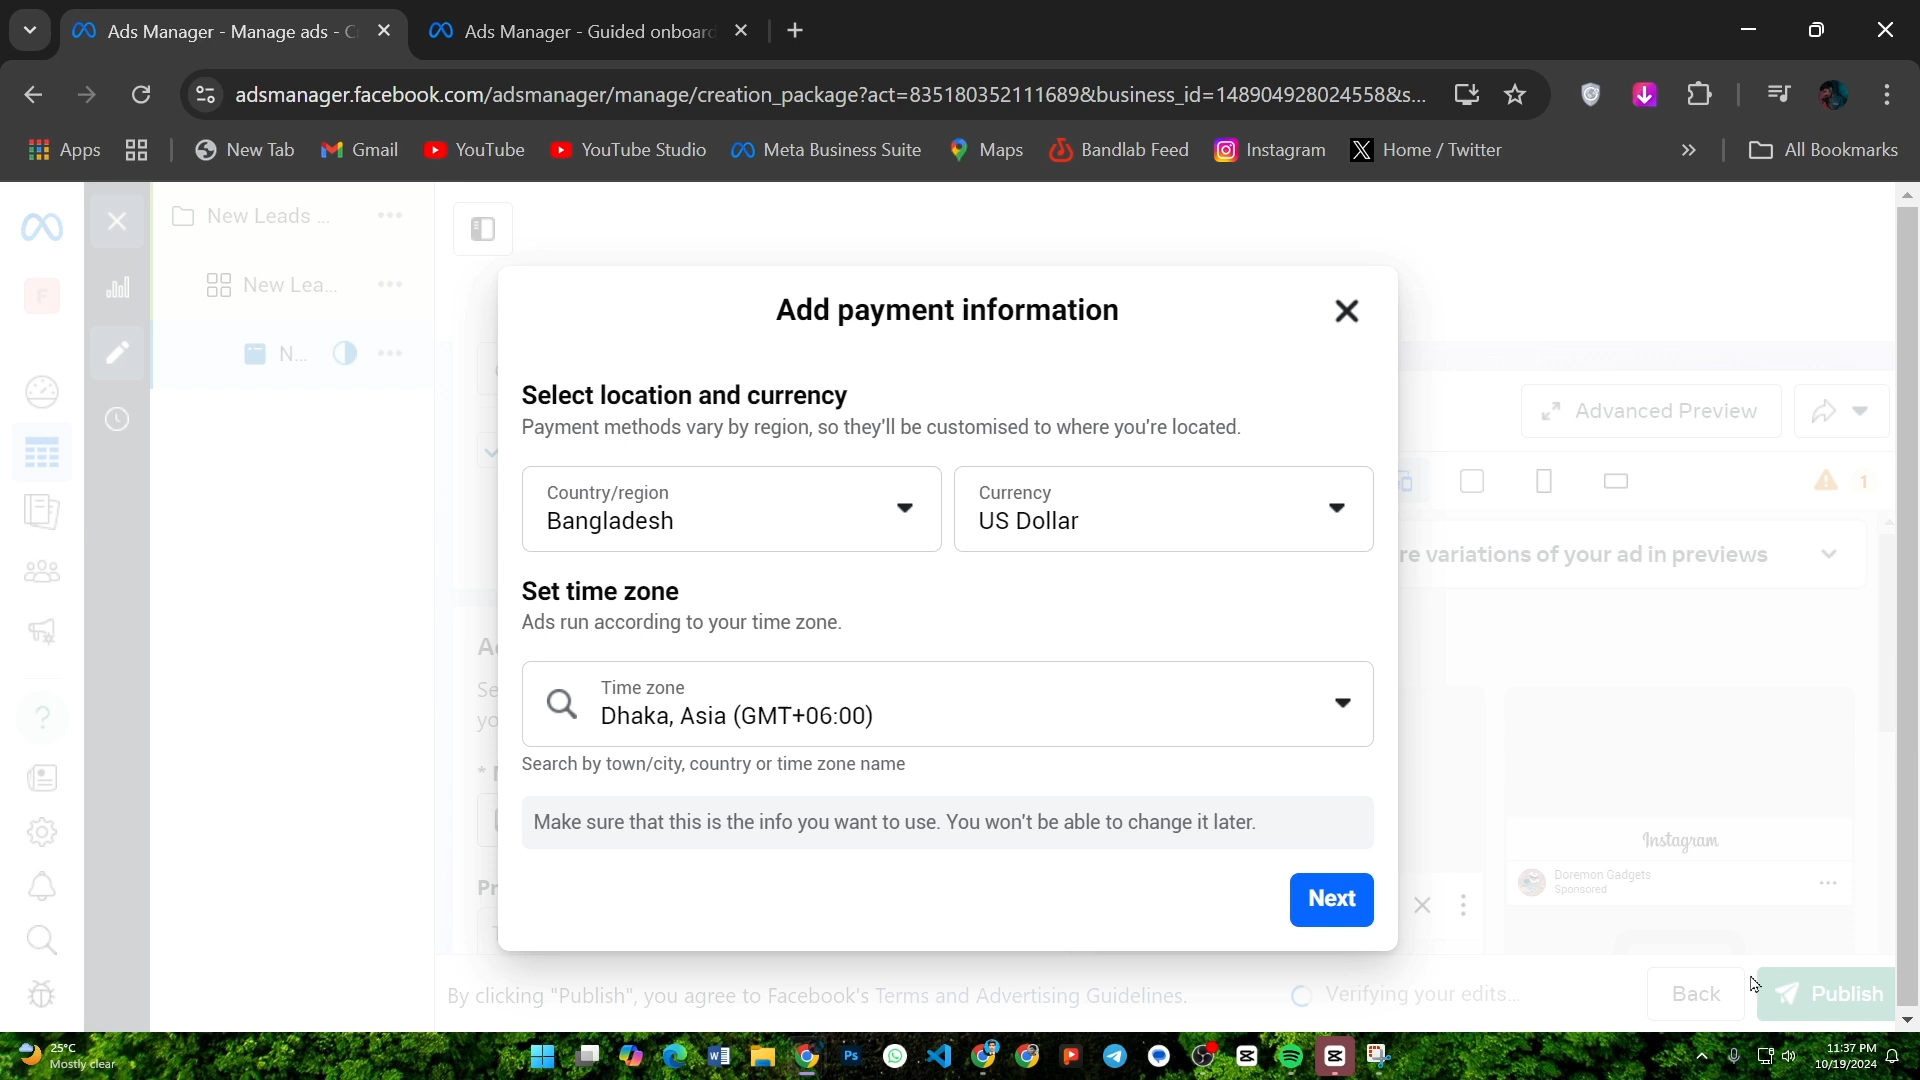 Ads Manager - Manage ads - C
Ads Manager - Guided onboard
adsmanager.facebook.com/adsmanager/manage/creation_package?act=835180352111689&business_id=148904928024558&s...
Apps
New Tab
Gmail
YouTube
YouTube Studio
Meta Business Suite
Maps
Bandlab Feed
Instagram
Home / Twitter
All Bookmarks
New Leads ...
New Lea...
N...
F
Add payment information
Select location and currency
Payment methods vary by region, so they'll be customised to where you're located.
Country/region
Bangladesh
Currency
US Dollar
Set time zone
Ads run according to your time zone.
Time zone
Dhaka, Asia (GMT+06:00)
Search by town/city, country or time zone name
Make sure that this is the info you want to use. You won't be able to change it later.
Next
Advanced Preview
1
re variations of your ad in previews
Instagram
Doremon Gadgets
Sponsored
By clicking "Publish", you agree to Facebook's Terms and Advertising Guidelines.
Verifying your edits...
Back
Publish
25°C
Mostly clear
11:37 PM
10/19/2024